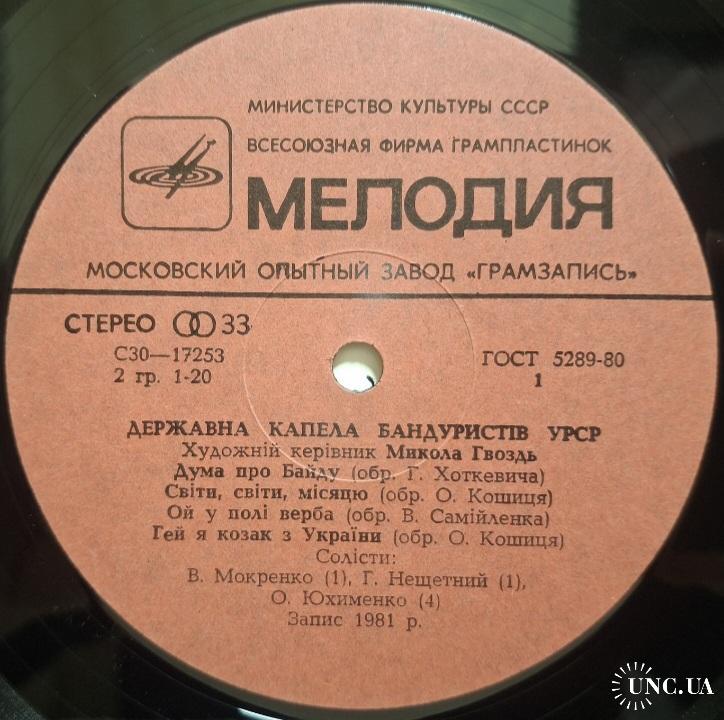 МИНИСТЕРСТВО КУЛЬТУРЫ СССР
ВСЕСОЮЗНАЯ ФИРМА ГРАМПЛАСТИНОК
МЕЛОДИЯ
МОСКОВСКИЙ ОПЫТНЫЙ ЗАВОД «ГРАМЗАПИСЬ»
СТЕРЕО 33
С30—17253
2 гр. 1-20
ГОСТ 5289-80
1
ДЕРЖАВНА КАПЕЛА БАНДУРИСТІВ УРСР
Художній керівник Микола Гвоздь
Дума про Байду (обр. Г. Хоткевича)
Світи, світи, місяцю (обр. О. Кошиця)
Ой у полі верба (обр. В. Самійленка)
Гей я козак з України (обр. О. Кошиця)
Солісти:
В. Мокренко (1), Г. Нещетний (1),
О. Юхименко (4)
Запис 1981 р.
UNC.UA